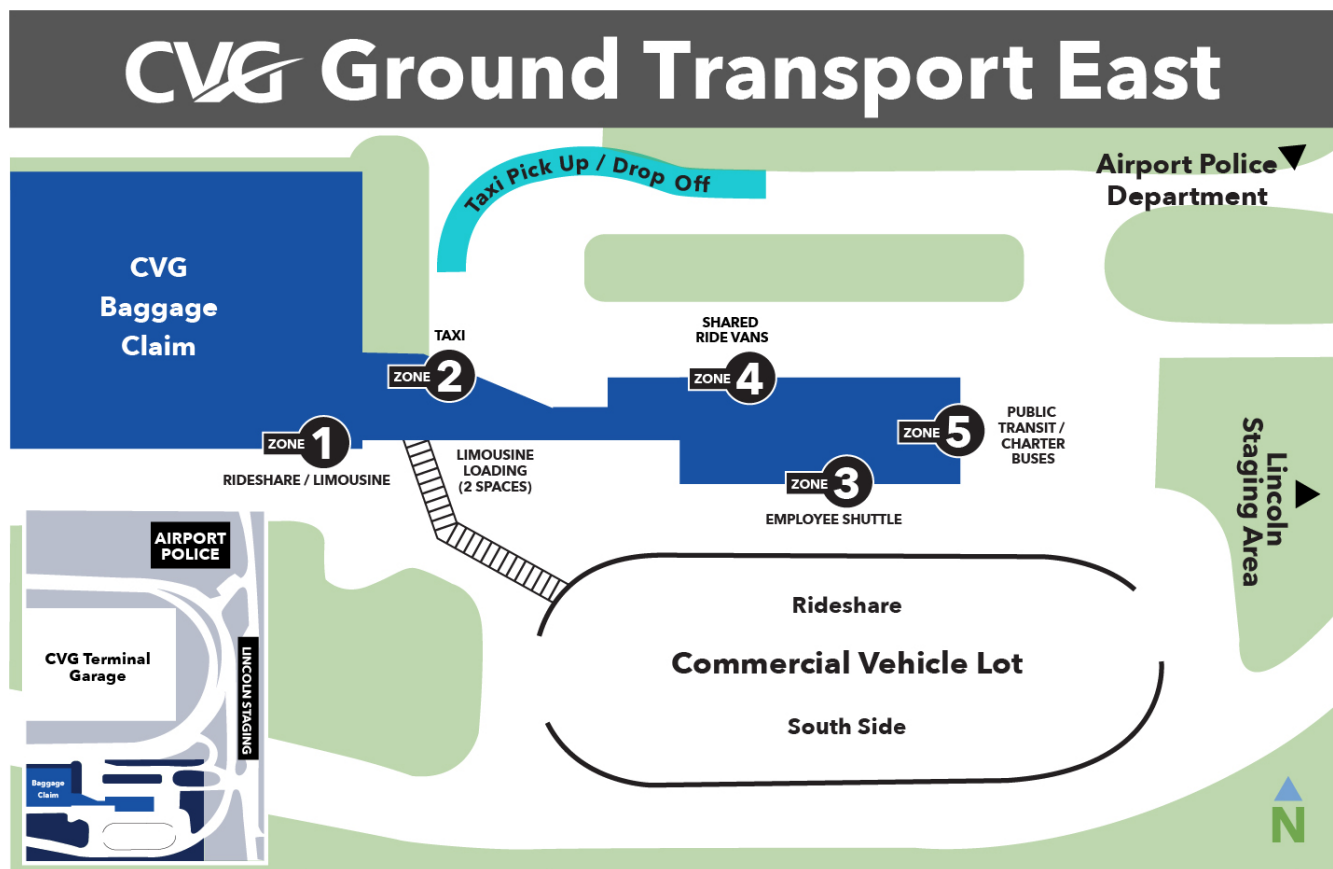 CVG Ground Transport East
Taxi Pick Up / Drop Off
Airport Police
Department
CVG
Baggage
Claim
TAXI
ZONE 2
SHARED
RIDE VANS
ZONE 4
ZONE 1
RIDESHARE / LIMOUSINE
LIMOUSINE
LOADING
(2 SPACES)
ZONE 5
PUBLIC
TRANSIT /
CHARTER
BUSES
ZONE 3
EMPLOYEE SHUTTLE
Lincoln
Staging Area
Rideshare
Commercial Vehicle Lot
South Side
AIRPORT
POLICE
CVG Terminal
Garage
LINCOLN STAGING
Baggage
Claim
N